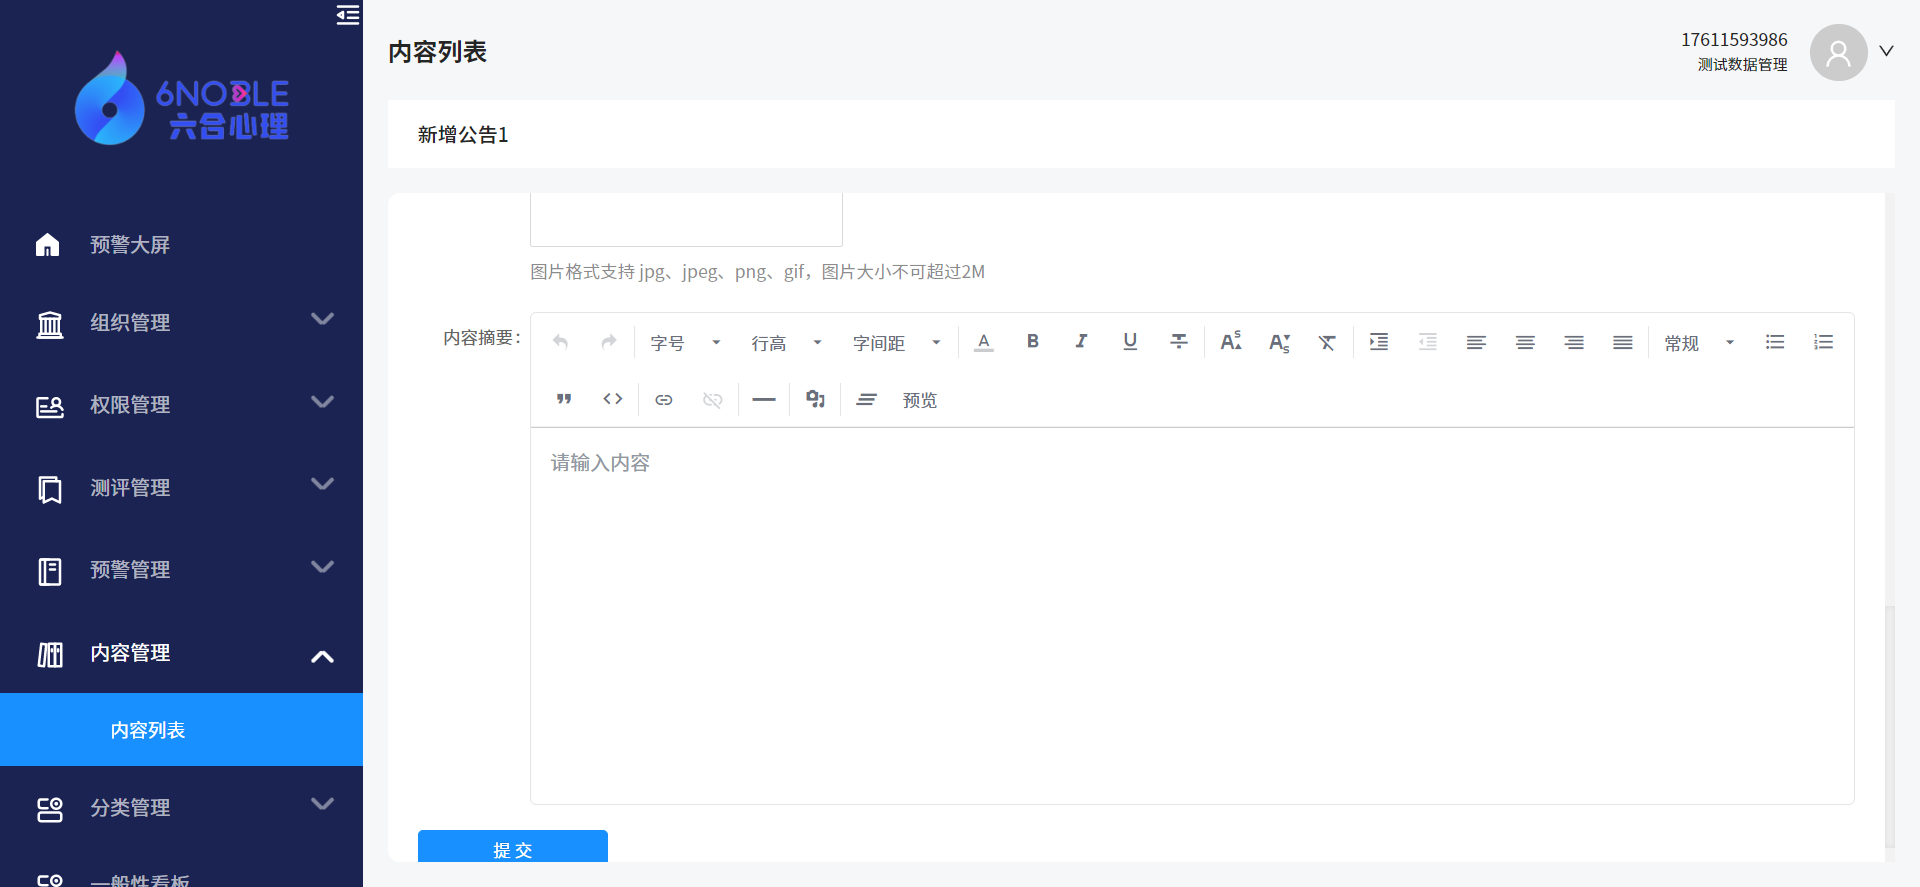 6NOBLE
六合心理
预警大屏
组织管理
权限管理
测评管理
预警管理
内容管理
内容列表
分类管理
一般性看板
内容列表
17611593986
测试数据管理
新增公告1
图片格式支持 jpg、jpeg、png、gif，图片大小不可超过2M
内容摘要：
字号 行高 字间距 常规
预览
请输入内容
提 交